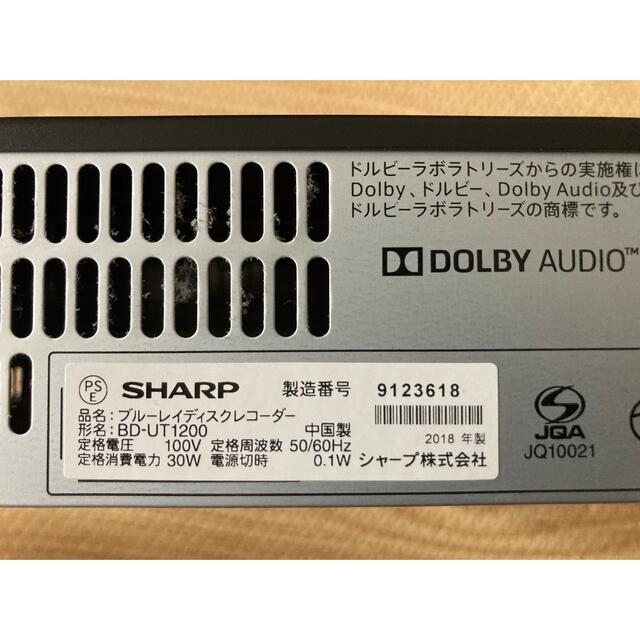 ドルビーラボラトリーズからの実施権に
Dolby、ドルビー、Dolby Audio及び
ドルビーラボラトリーズの商標です。
DOLBY AUDIO™
PS
E
SHARP 製造番号 9123618
品名：ブルーレイディスクレコーダー
形名：BD-UT1200 中国製 2018 年製
定格電圧 100V 定格周波数 50/60Hz
定格消費電力 30W 電源切時 0.1W シャープ株式会社
JQA
JQ10021